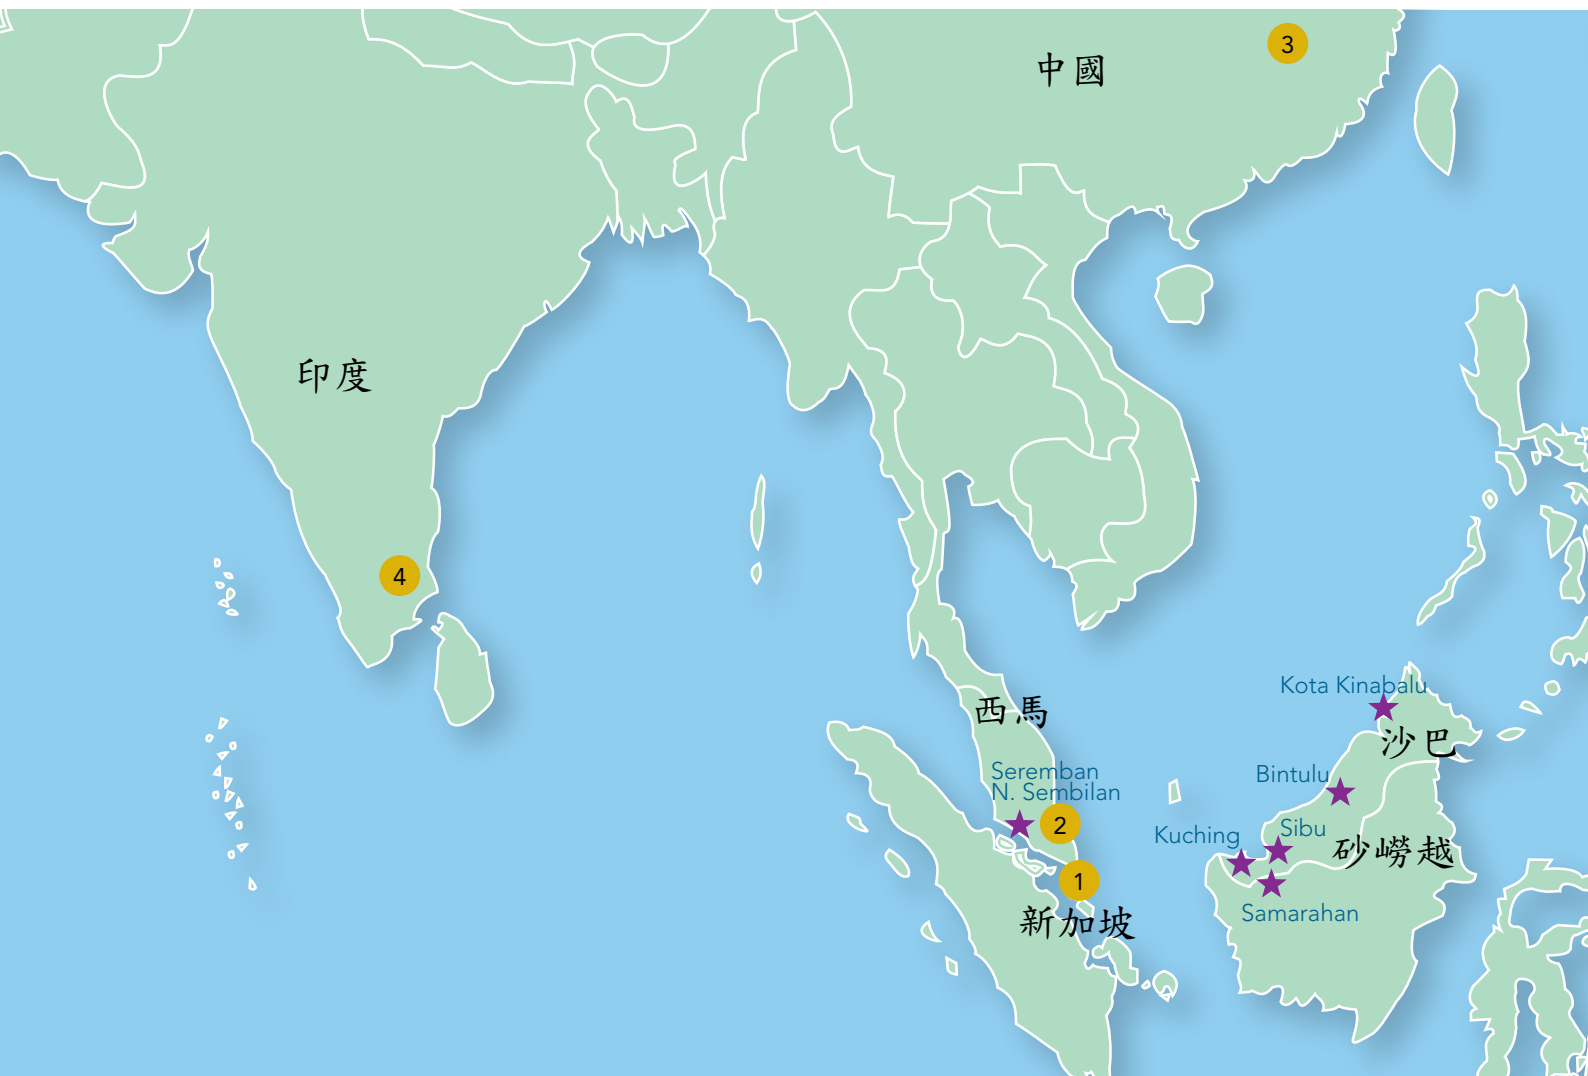 3
中國
印度
4
Kota Kinabalu
西馬
沙巴
Seremban
N. Sembilan
Bintulu
2
Kuching
Sibu
砂嶗越
1
Samarahan
新加坡